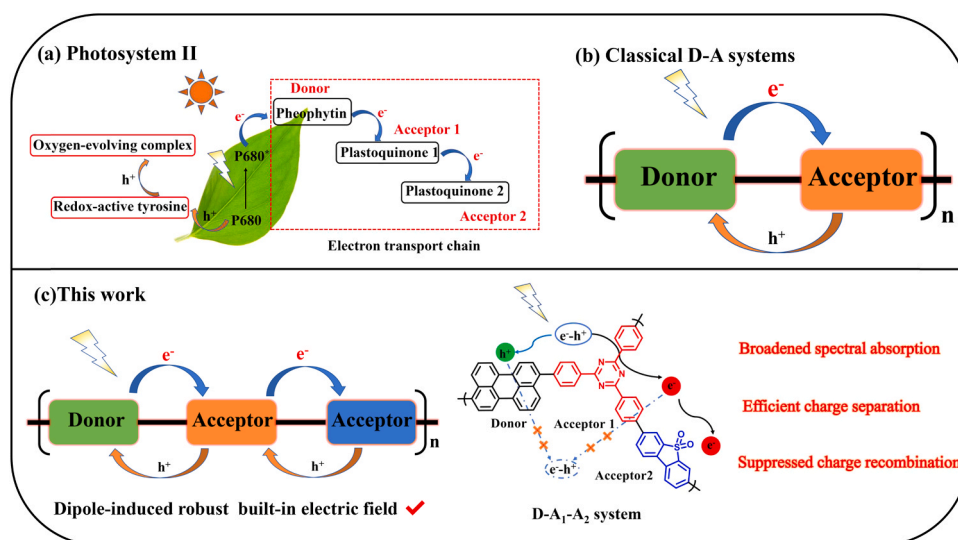 (a) Photosystem II
Donor
Pheophytin
e-
e-
Acceptor 1
Oxygen-evolving complex
P680*
Plastoquinone 1
e-
h+
Plastoquinone 2
Redox-active tyrosine
h+
P680
Acceptor 2
Electron transport chain
(b) Classical D-A systems
e-
Donor
Acceptor
n
h+
(c)This work
e-
e-
Donor
Acceptor
Acceptor
n
h+
h+
Dipole-induced robust built-in electric field ✓
e--h+
h+
N
N
N
e-
Donor
Acceptor 1
e-
O
O
S
e--h+
Acceptor2
D-A₁-A₂ system
Broadened spectral absorption
Efficient charge separation
Suppressed charge recombination